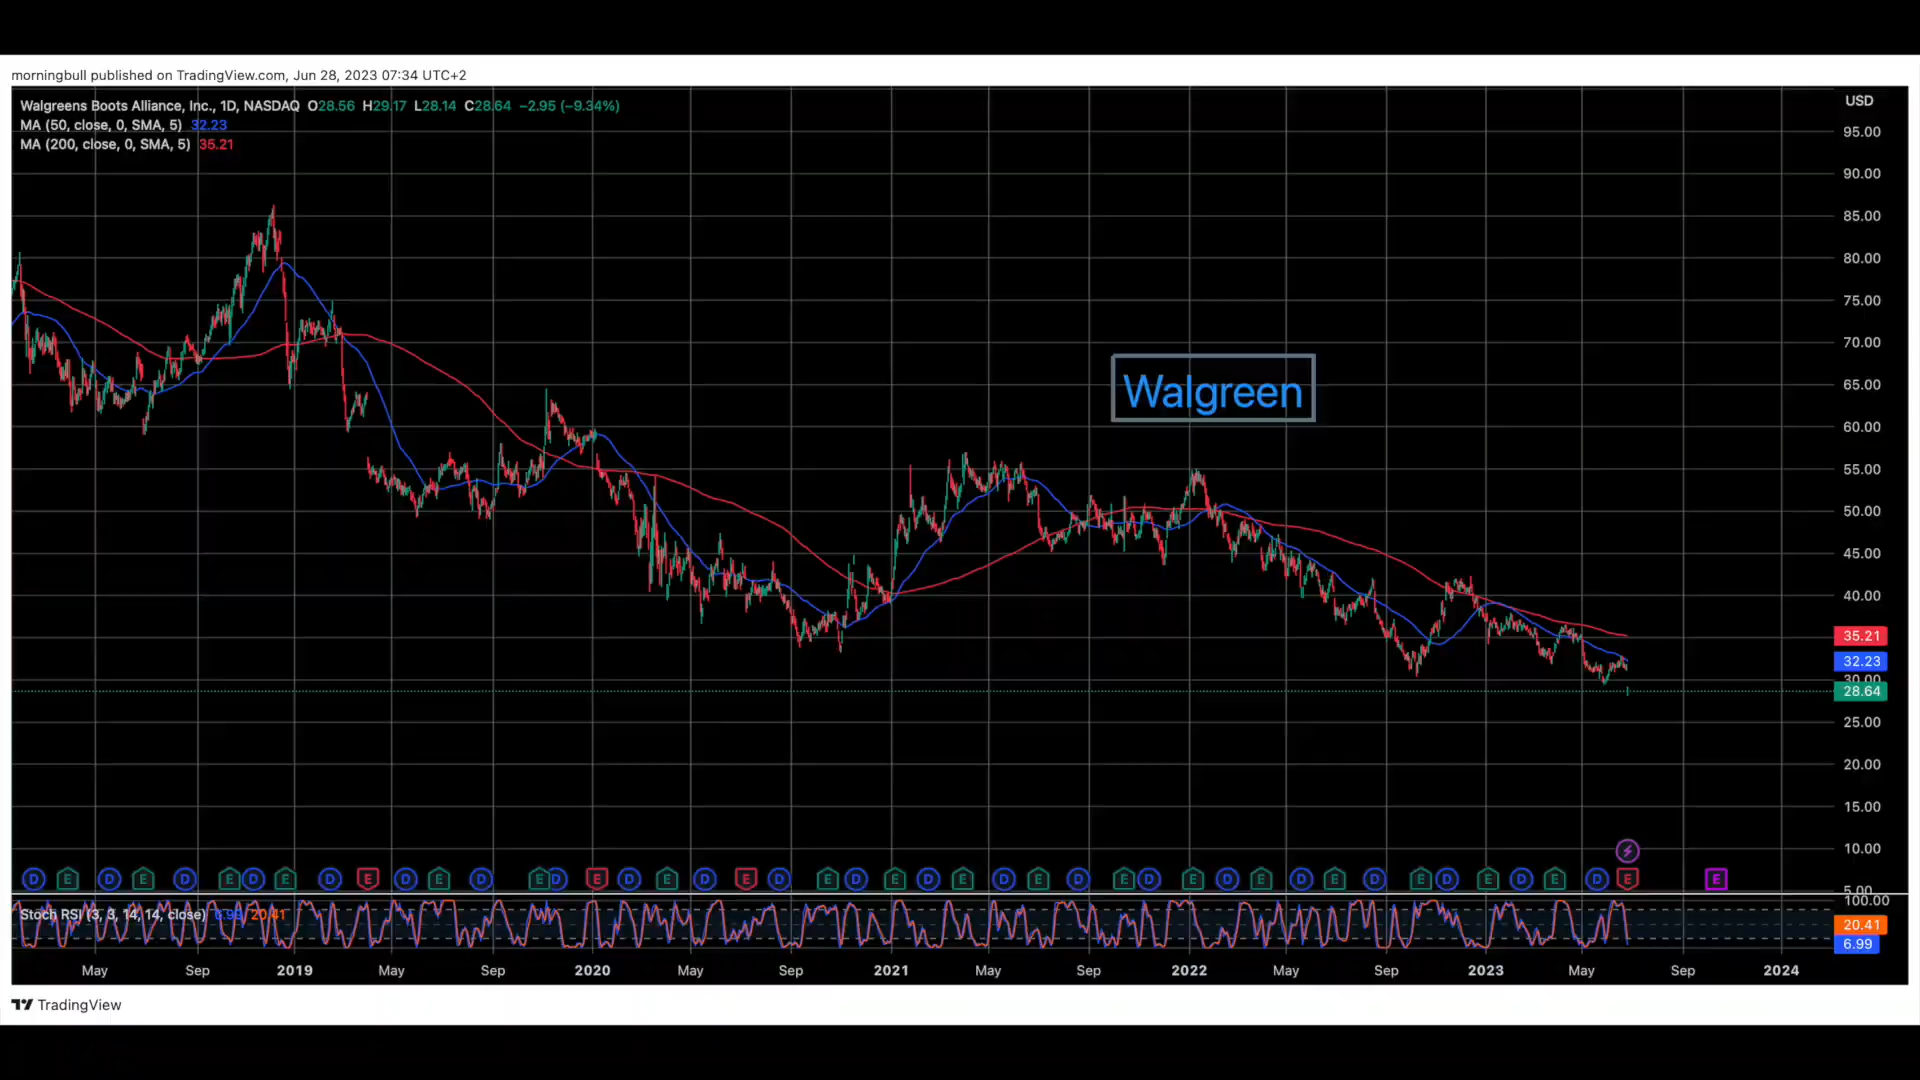 morningbull published on TradingView.com, Jun 28, 2023 07:34 UTC+2
Walgreens Boots Alliance, Inc., 1D, NASDAQ O28.56 H29.17 L28.14 C28.64 −2.95 (−9.34%)
MA (50, close, 0, SMA, 5) 32.23
MA (200, close, 0, SMA, 5) 35.21
USD
95.00
90.00
85.00
80.00
75.00
70.00
65.00
Walgreen
60.00
55.00
50.00
45.00
40.00
35.21
32.23
30.00
28.64
25.00
20.00
15.00
10.00
D E D E D E D E D E D E D E D E D E D E D E D E D E D E D E D E D E D E D E D E D E D E E
5.00
100.00
Stoch RSI (3, 3, 14, 14, close) 6.99 20.41
20.41
6.99
May Sep 2019 May Sep 2020 May Sep 2021 May Sep 2022 May Sep 2023 May Sep 2024
TradingView